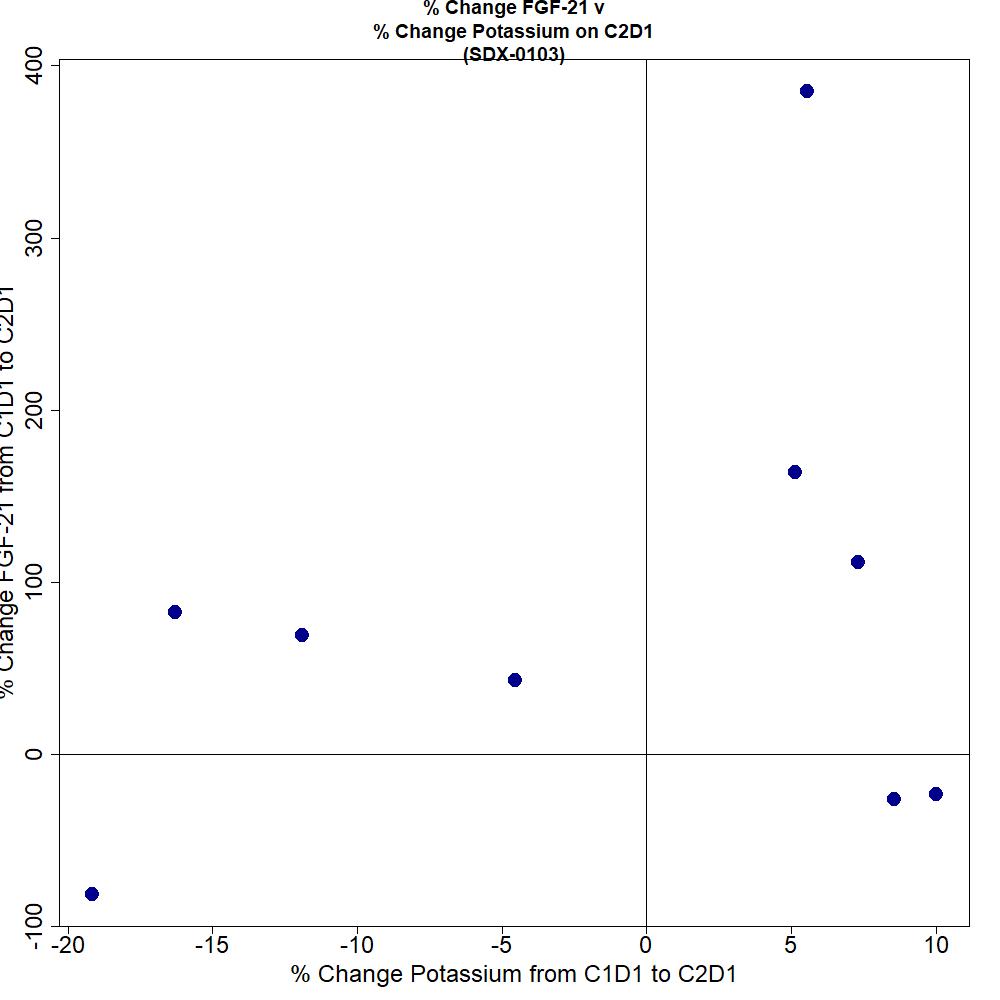 % Change FGF-21 v
% Change Potassium on C2D1
(SDX-0103)
% Change FGF-21 from C1D1 to C2D1
400
300
200
100
0
-100
-20 -15 -10 -5 0 5 10
% Change Potassium from C1D1 to C2D1